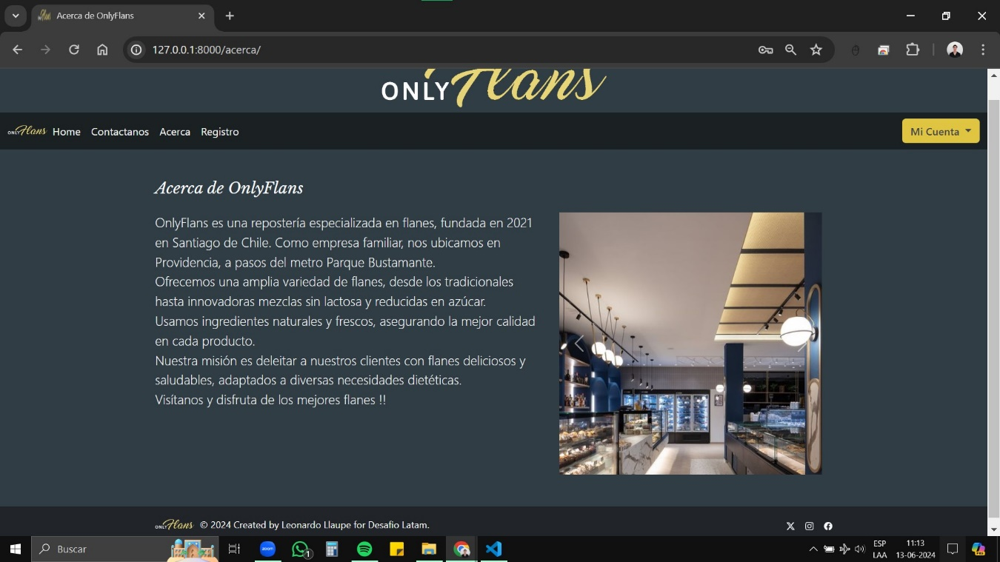 Acerca de OnlyFlans
127.0.0.1:8000/acerca/
ONLY Flans
ONLY Flans Home Contactanos Acerca Registro Mi Cuenta
Acerca de OnlyFlans
OnlyFlans es una repostería especializada en flanes, fundada en 2021
en Santiago de Chile. Como empresa familiar, nos ubicamos en
Providencia, a pasos del metro Parque Bustamante.
Ofrecemos una amplia variedad de flanes, desde los tradicionales
hasta innovadoras mezclas sin lactosa y reducidas en azúcar.
Usamos ingredientes naturales y frescos, asegurando la mejor calidad
en cada producto.
Nuestra misión es deleitar a nuestros clientes con flanes deliciosos y
saludables, adaptados a diversas necesidades dietéticas.
Visítanos y disfruta de los mejores flanes !!
ONLY Flans © 2024 Created by Leonardo Llaupe for Desafio Latam.
Buscar
zoom
1
ESP
LAA
11:13
13-06-2024
PRE